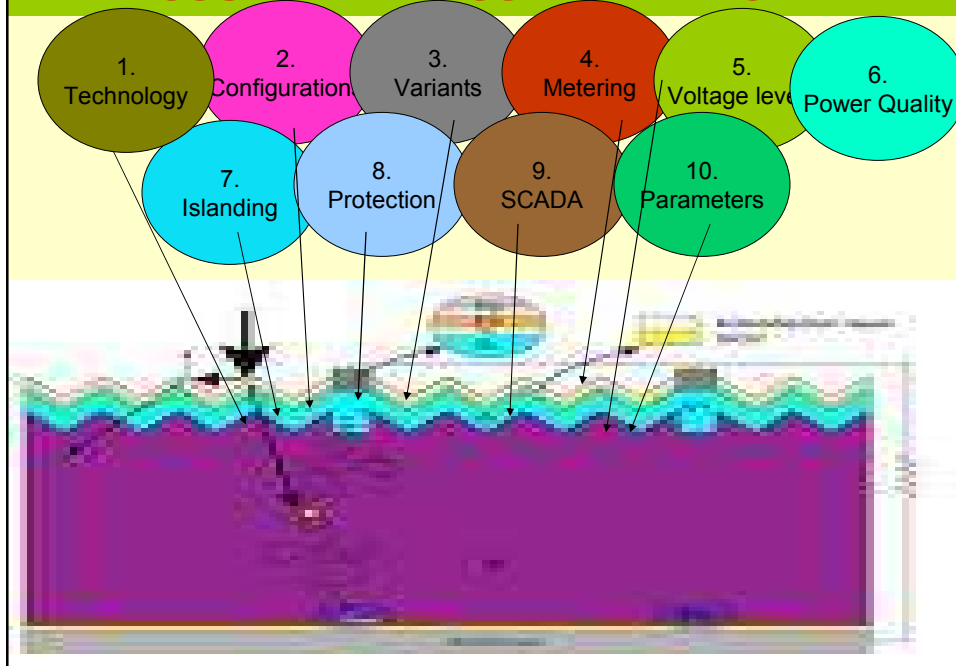 1.
Technology
2.
Configuration
3.
Variants
4.
Metering
5.
Voltage leve
6.
Power Quality
7.
Islanding
8.
Protection
9.
SCADA
10.
Parameters